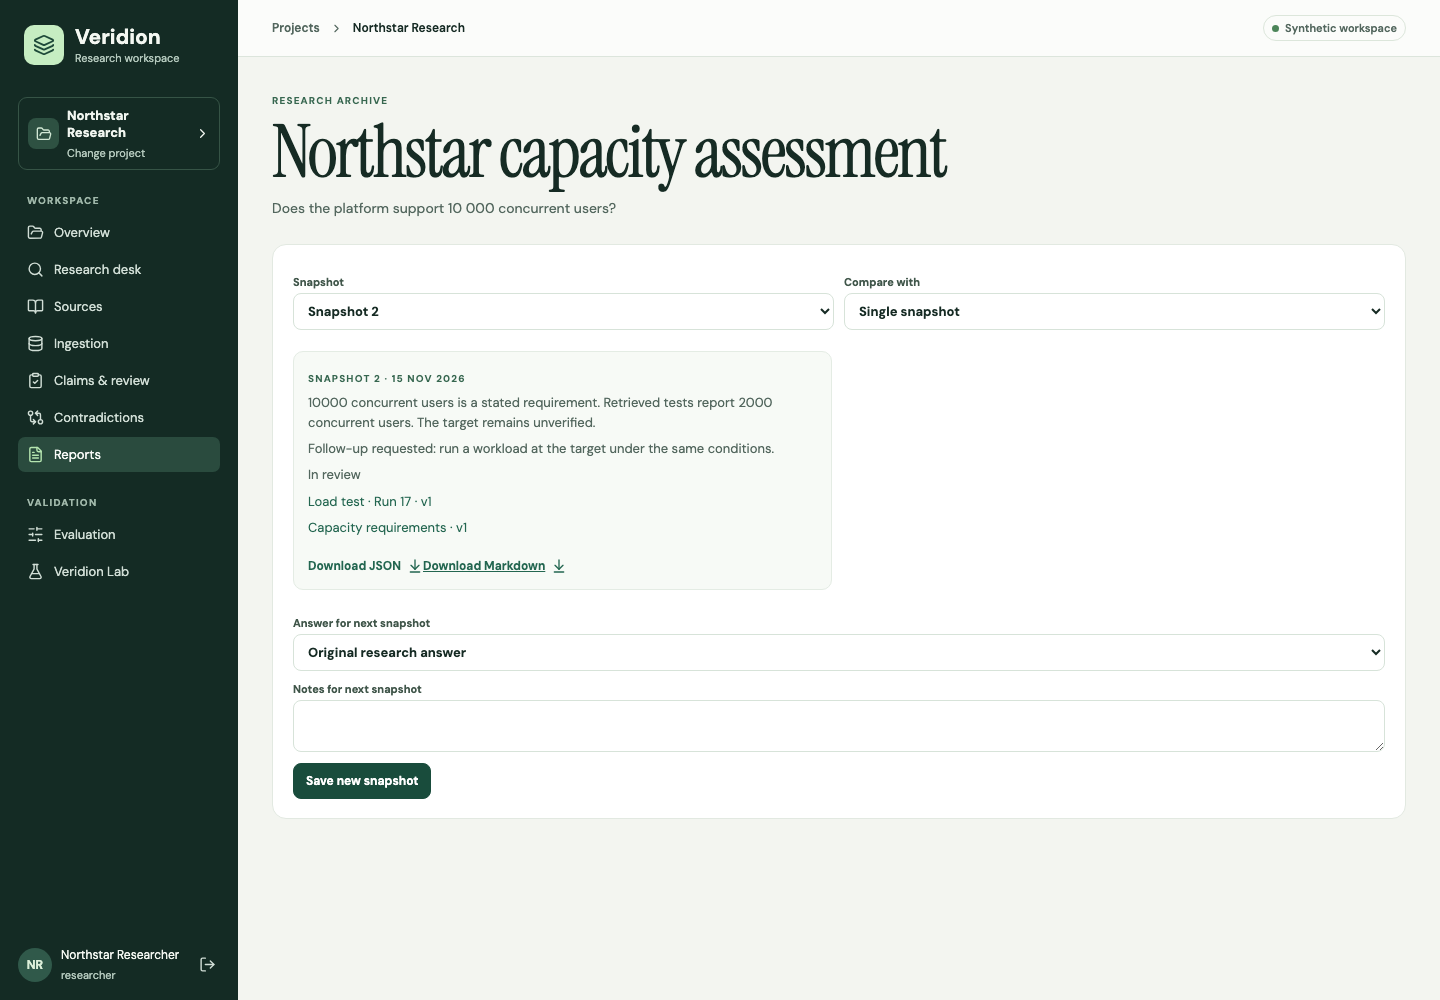 Veridion
Research workspace
Northstar
Research
Change project
WORKSPACE
Overview
Research desk
Sources
Ingestion
Claims & review
Contradictions
Reports
VALIDATION
Evaluation
Veridion Lab
NR
Northstar Researcher
researcher
Projects > Northstar Research
Synthetic workspace
RESEARCH ARCHIVE
Northstar capacity assessment
Does the platform support 10 000 concurrent users?
Snapshot
Snapshot 2
Compare with
Single snapshot
SNAPSHOT 2 · 15 NOV 2026
10000 concurrent users is a stated requirement. Retrieved tests report 2000
concurrent users. The target remains unverified.
Follow-up requested: run a workload at the target under the same conditions.
In review
Load test · Run 17 · v1
Capacity requirements · v1
Download JSON Download Markdown
Answer for next snapshot
Original research answer
Notes for next snapshot
Save new snapshot